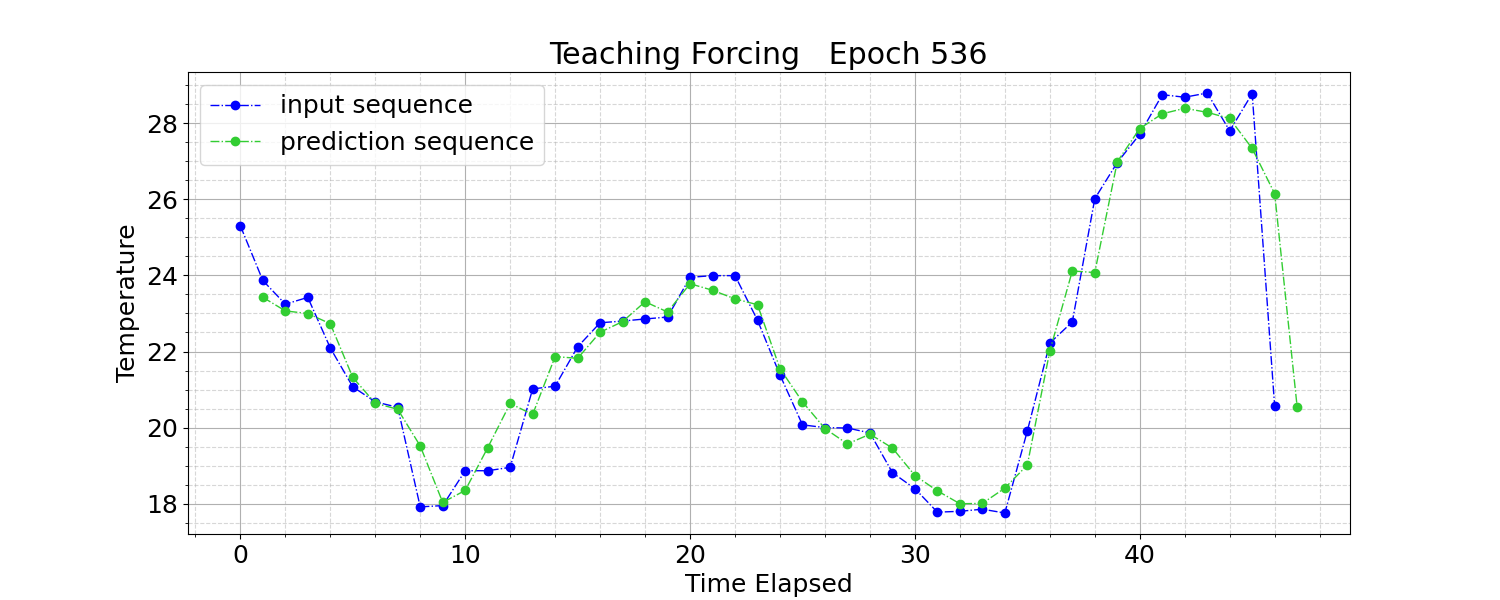 Teaching Forcing   Epoch 536
input sequence
prediction sequence
Temperature
28
26
24
22
20
18
0 10 20 30 40
Time Elapsed